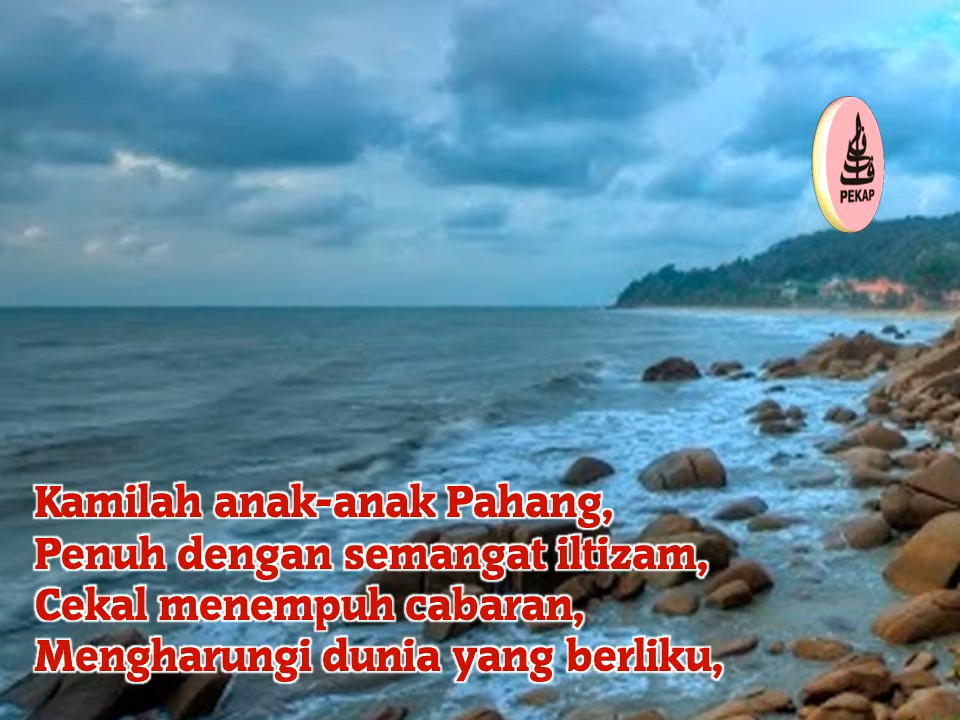 PEKAP
Kamilah anak-anak Pahang,
Penuh dengan semangat iltizam,
Cekal menempuh cabaran,
Mengharungi dunia yang berliku,